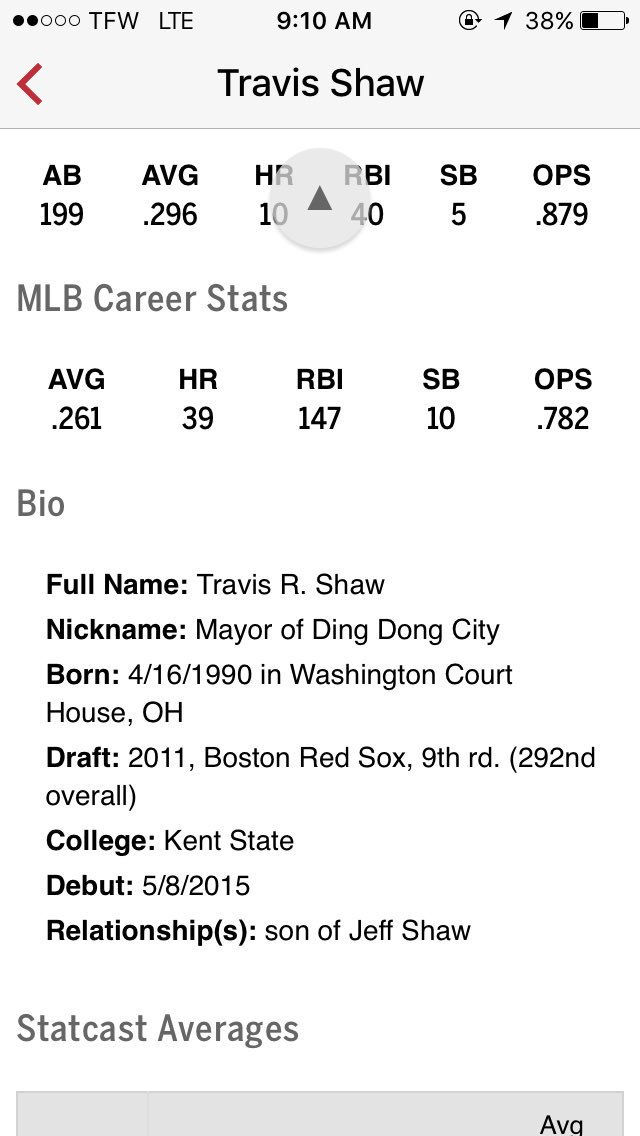 TFW LTE 9:10 AM 38%
Travis Shaw
AB AVG HR RBI SB OPS
199 .296 10 40 5 .879
MLB Career Stats
AVG HR RBI SB OPS
.261 39 147 10 .782
Bio
Full Name: Travis R. Shaw
Nickname: Mayor of Ding Dong City
Born: 4/16/1990 in Washington Court
House, OH
Draft: 2011, Boston Red Sox, 9th rd. (292nd
overall)
College: Kent State
Debut: 5/8/2015
Relationship(s): son of Jeff Shaw
Statcast Averages
Avg